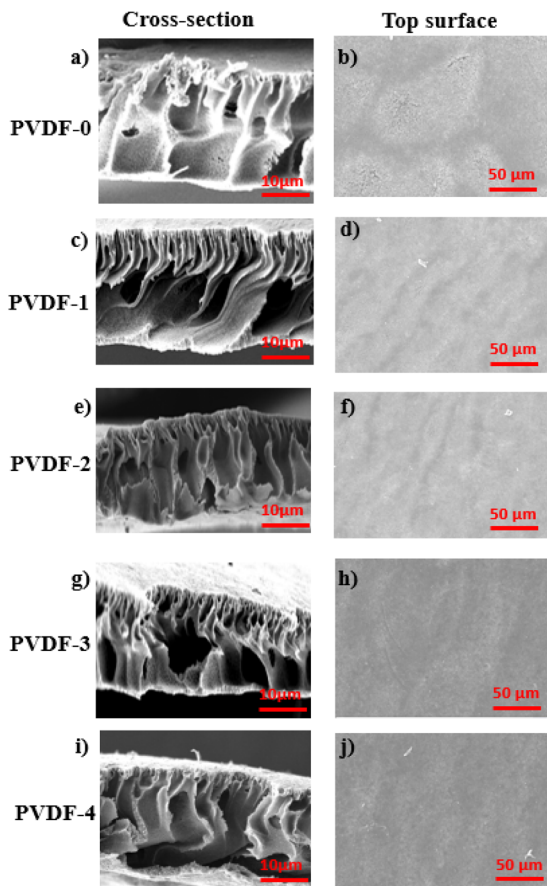 Cross-section Top surface
a) b)
PVDF-0
10μm 50 μm
c) d)
PVDF-1
10μm 50 μm
e) f)
PVDF-2
10μm 50 μm
g) h)
PVDF-3
10μm 50 μm
i) j)
PVDF-4
10μm 50 μm